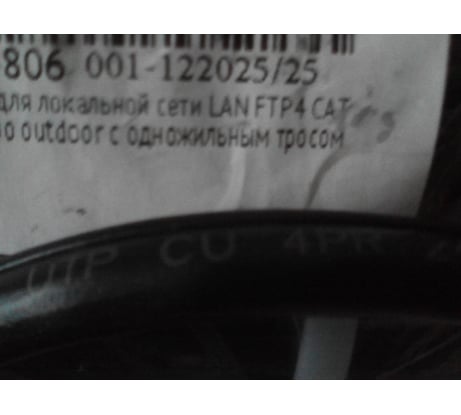 806 001-122025/25
для локальной сети LAN FTP4 CAT
outdoor с одножильным тросом
UTP CU 4PR